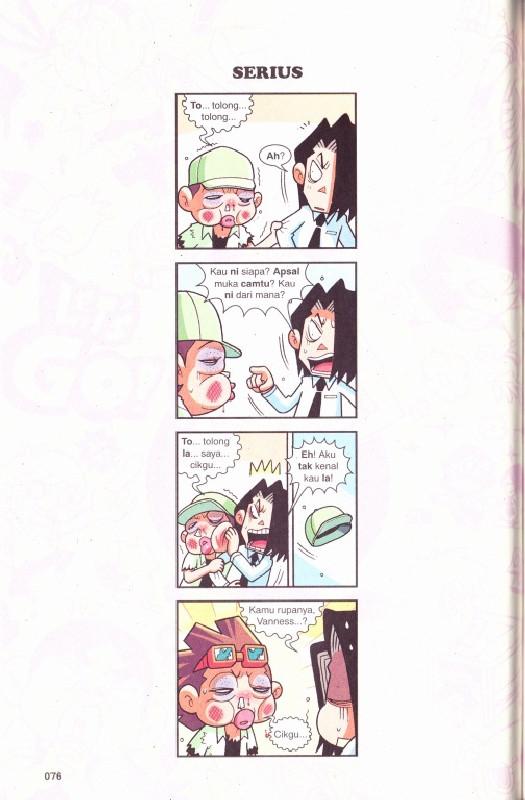 SERIUS
To... tolong...
tolong...
Ah?
Kau ni siapa? Apsal
muka camtu? Kau
ni dari mana?
To... tolong
la... saya...
cikgu...
Eh! Aku
tak kenal
kau la!
Kamu rupanya,
Vanness...?
Cikgu...
076